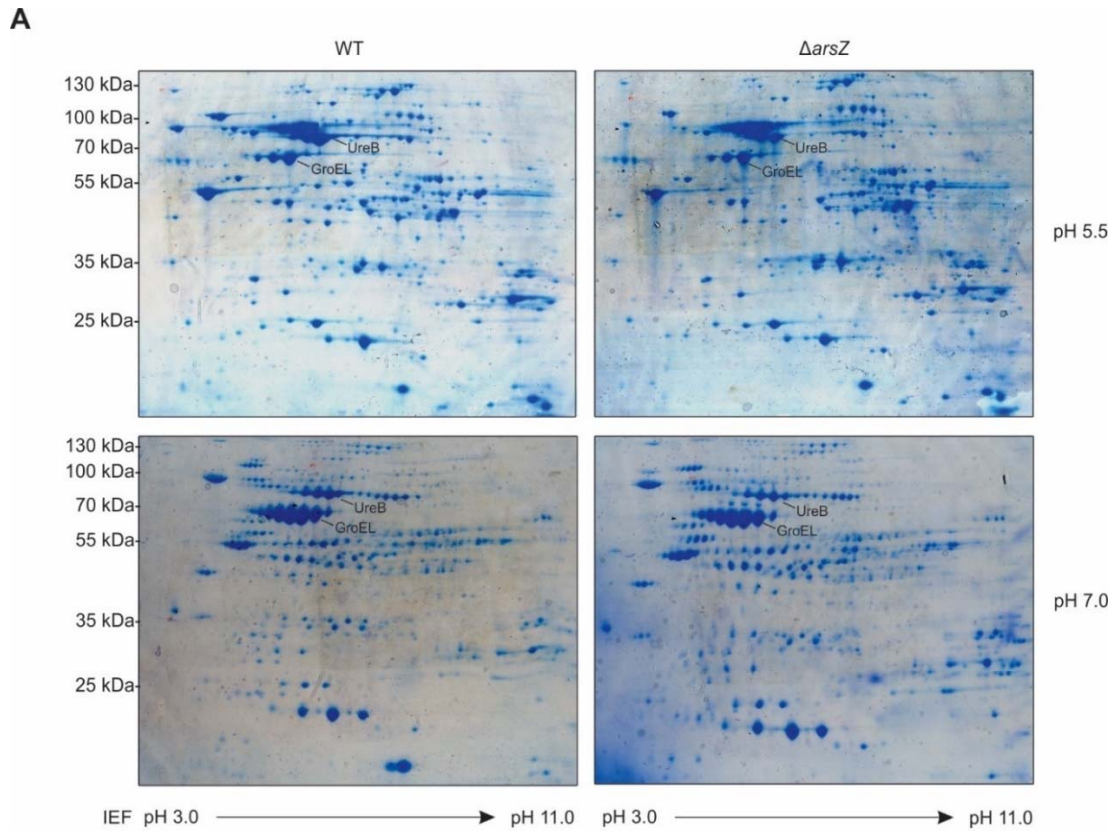 A
WT
ΔarsZ
130 kDa-
100 kDa-
70 kDa-
55 kDa-
35 kDa-
25 kDa-
UreB
GroEL
UreB
GroEL
pH 5.5
130 kDa-
100 kDa-
70 kDa-
55 kDa-
35 kDa-
25 kDa-
UreB
GroEL
UreB
GroEL
pH 7.0
IEF pH 3.0 pH 11.0 pH 3.0 pH 11.0